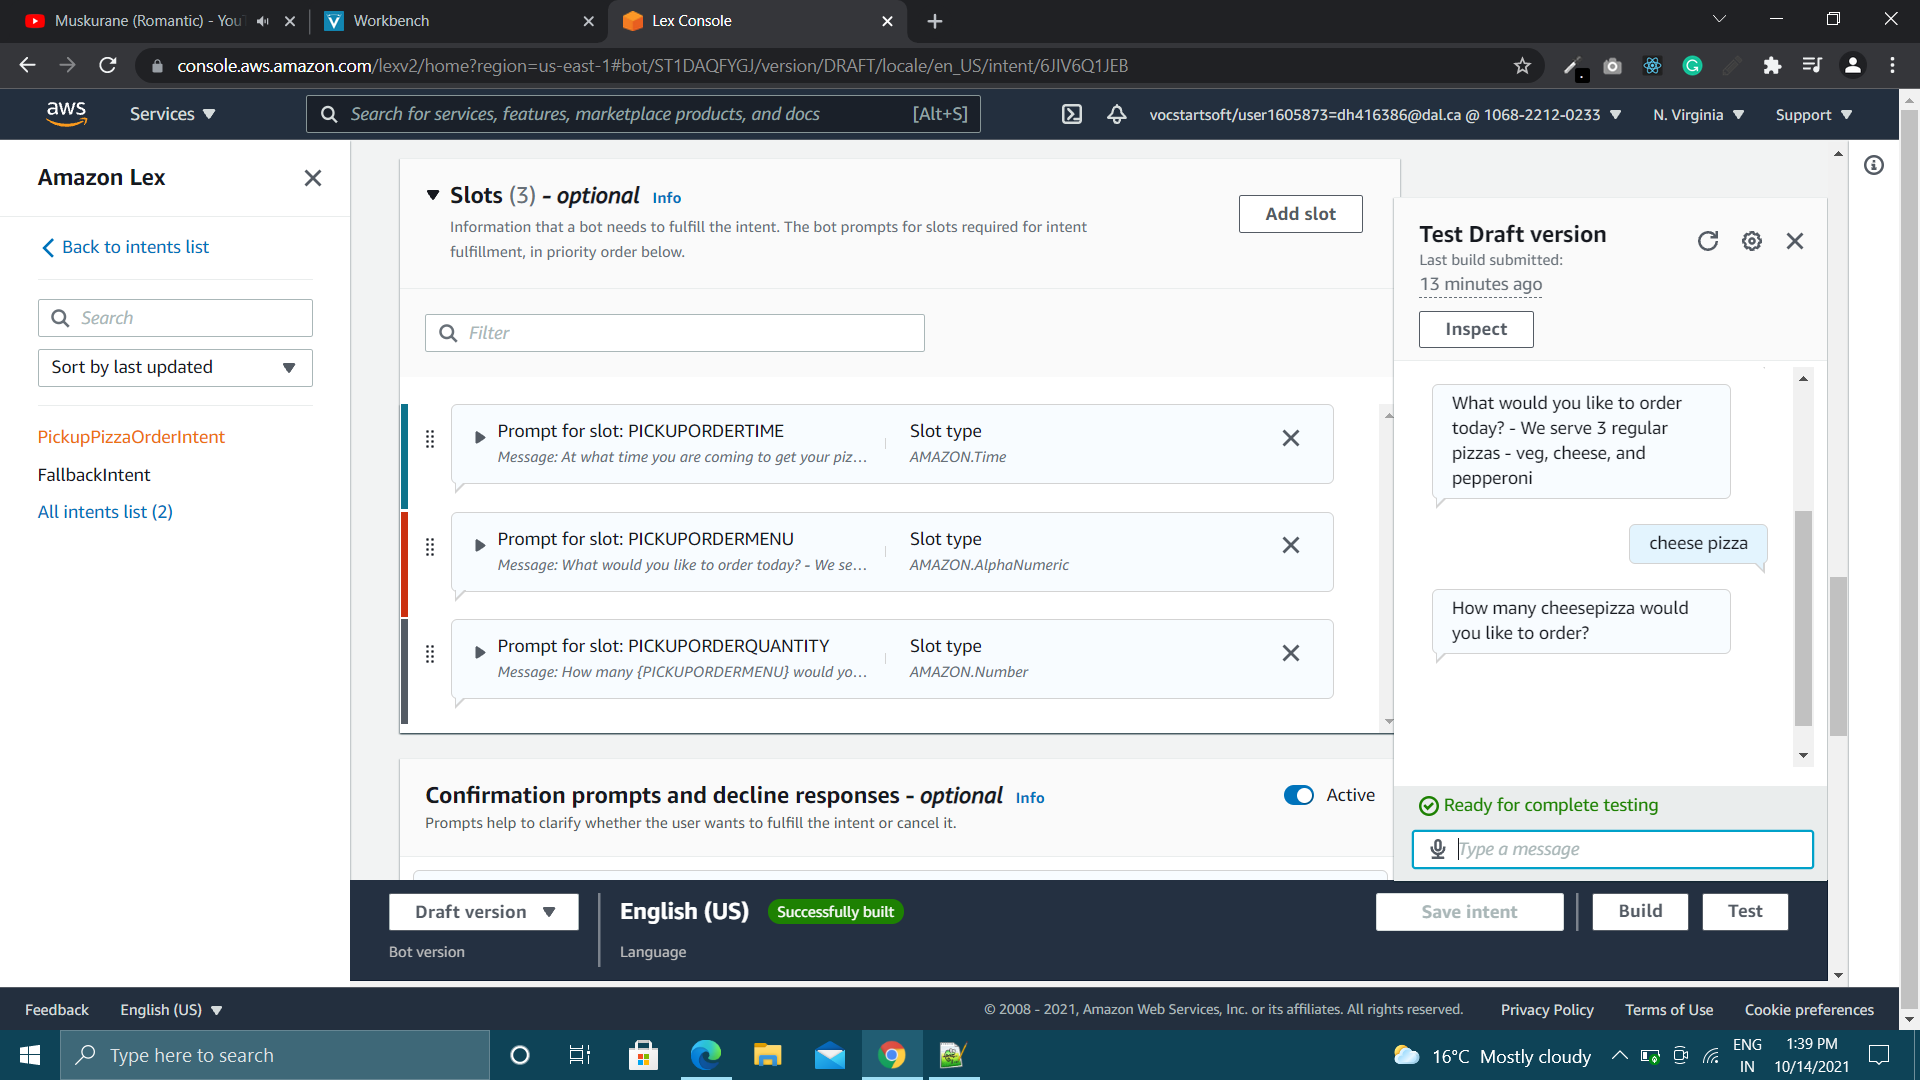 Muskurane (Romantic) - You
Workbench
Lex Console
console.aws.amazon.com/lexv2/home?region=us-east-1#bot/ST1DAQFYGJ/version/DRAFT/locale/en_US/intent/6JIV6Q1JEB
aws
Services
Search for services, features, marketplace products, and docs
[Alt+S]
vocstartsoft/user1605873=dh416386@dal.ca @ 1068-2212-0233
N. Virginia
Support
Amazon Lex
Back to intents list
Search
Sort by last updated
PickupPizzaOrderIntent
FallbackIntent
All intents list (2)
Slots (3) - optional Info
Information that a bot needs to fulfill the intent. The bot prompts for slots required for intent
fulfillment, in priority order below.
Add slot
Filter
Prompt for slot: PICKUPORDERTIME
Message: At what time you are coming to get your piz...
Slot type
AMAZON.Time
Prompt for slot: PICKUPORDERMENU
Message: What would you like to order today? - We se...
Slot type
AMAZON.AlphaNumeric
Prompt for slot: PICKUPORDERQUANTITY
Message: How many {PICKUPORDERMENU} would yo...
Slot type
AMAZON.Number
Confirmation prompts and decline responses - optional Info
Prompts help to clarify whether the user wants to fulfill the intent or cancel it.
Active
Test Draft version
Last build submitted:
13 minutes ago
Inspect
What would you like to order
today? - We serve 3 regular
pizzas - veg, cheese, and
pepperoni
cheese pizza
How many cheesepizza would
you like to order?
Ready for complete testing
Type a message
Draft version
Bot version
English (US)
Successfully built
Language
Save intent
Build
Test
Feedback
English (US)
© 2008 - 2021, Amazon Web Services, Inc. or its affiliates. All rights reserved.
Privacy Policy
Terms of Use
Cookie preferences
Type here to search
16°C Mostly cloudy
ENG
IN
1:39 PM
10/14/2021